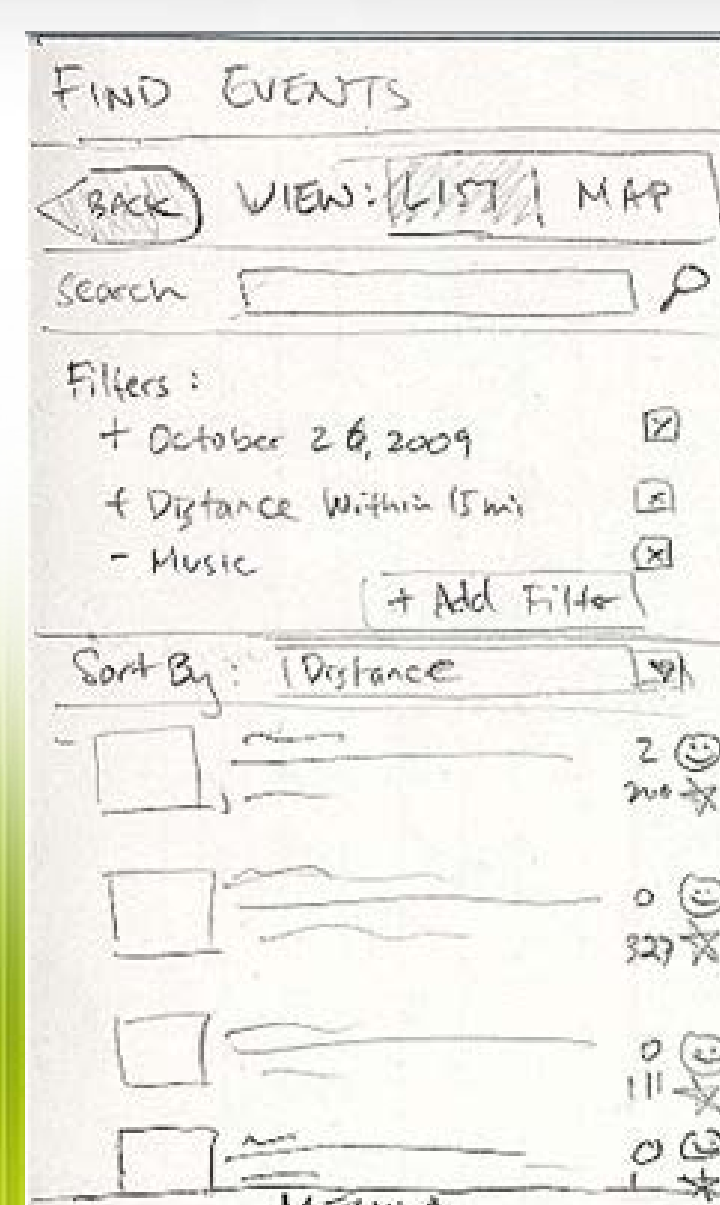 FIND EVENTS
BACK VIEW: LIST MAP
Search
Filters:
+ October 26, 2009
+ Distance Within 15 mi
- Music
+ Add Filter
Sort By: Distance
2
0
327
0
111
0